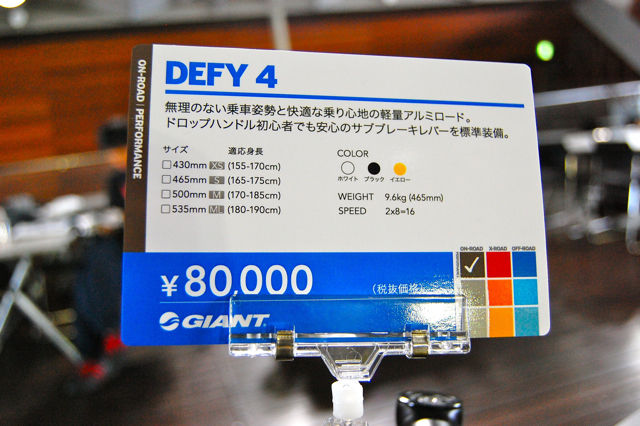 ON-ROAD | PERFORMANCE
DEFY 4
無理のない乗車姿勢と快適な乗り心地の軽量アルミロード。
ドロップハンドル初心者でも安心のサブブレーキレバーを標準装備。
サイズ 適応身長
□430mm XS (155-170cm)
□465mm S (165-175cm)
□500mm M (170-185cm)
□535mm ML (180-190cm)
COLOR
ホワイト ブラック イエロー
WEIGHT 9.6kg (465mm)
SPEED 2x8=16
¥80,000 (税抜価格)
GIANT
ON-ROAD X-ROAD OFF-ROAD